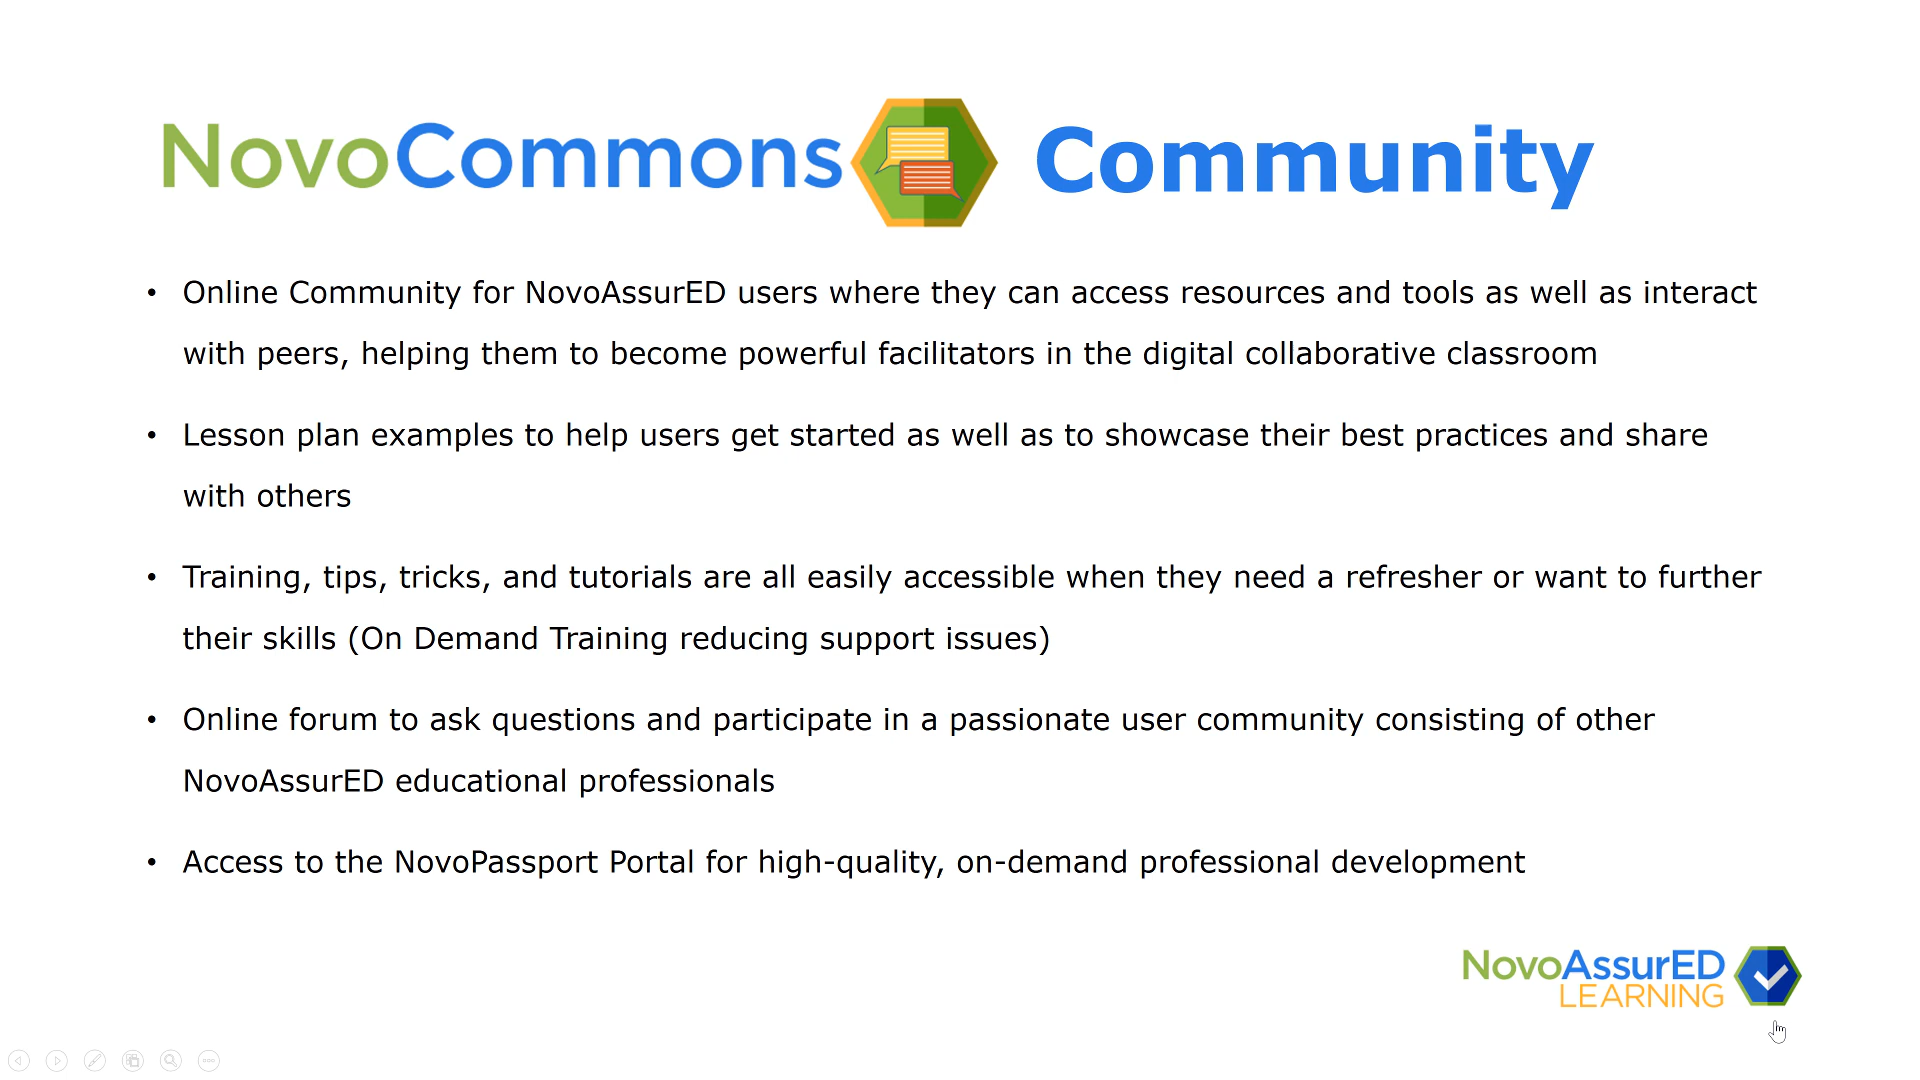 NovoCommons Community
• Online Community for NovoAssurED users where they can access resources and tools as well as interact
with peers, helping them to become powerful facilitators in the digital collaborative classroom
• Lesson plan examples to help users get started as well as to showcase their best practices and share
with others
• Training, tips, tricks, and tutorials are all easily accessible when they need a refresher or want to further
their skills (On Demand Training reducing support issues)
• Online forum to ask questions and participate in a passionate user community consisting of other
NovoAssurED educational professionals
• Access to the NovoPassport Portal for high-quality, on-demand professional development
NovoAssurED
LEARNING